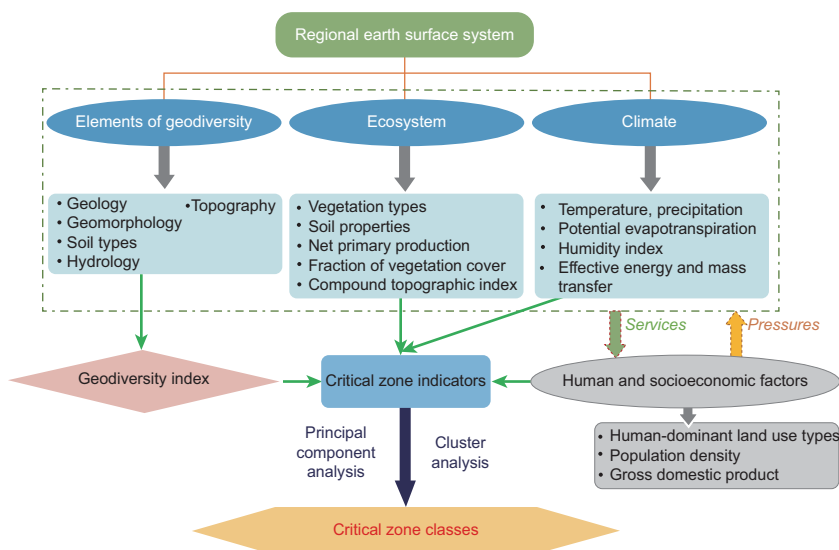 Regional earth surface system
Elements of geodiversity
Ecosystem
Climate
• Geology
• Geomorphology
• Soil types
• Hydrology
•Topography
• Vegetation types
• Soil properties
• Net primary production
• Fraction of vegetation cover
• Compound topographic index
• Temperature, precipitation
• Potential evapotranspiration
• Humidity index
• Effective energy and mass
transfer
Services
Pressures
Geodiversity index
Critical zone indicators
Human and socioeconomic factors
Principal
component
analysis
Cluster
analysis
• Human-dominant land use types
• Population density
• Gross domestic product
Critical zone classes